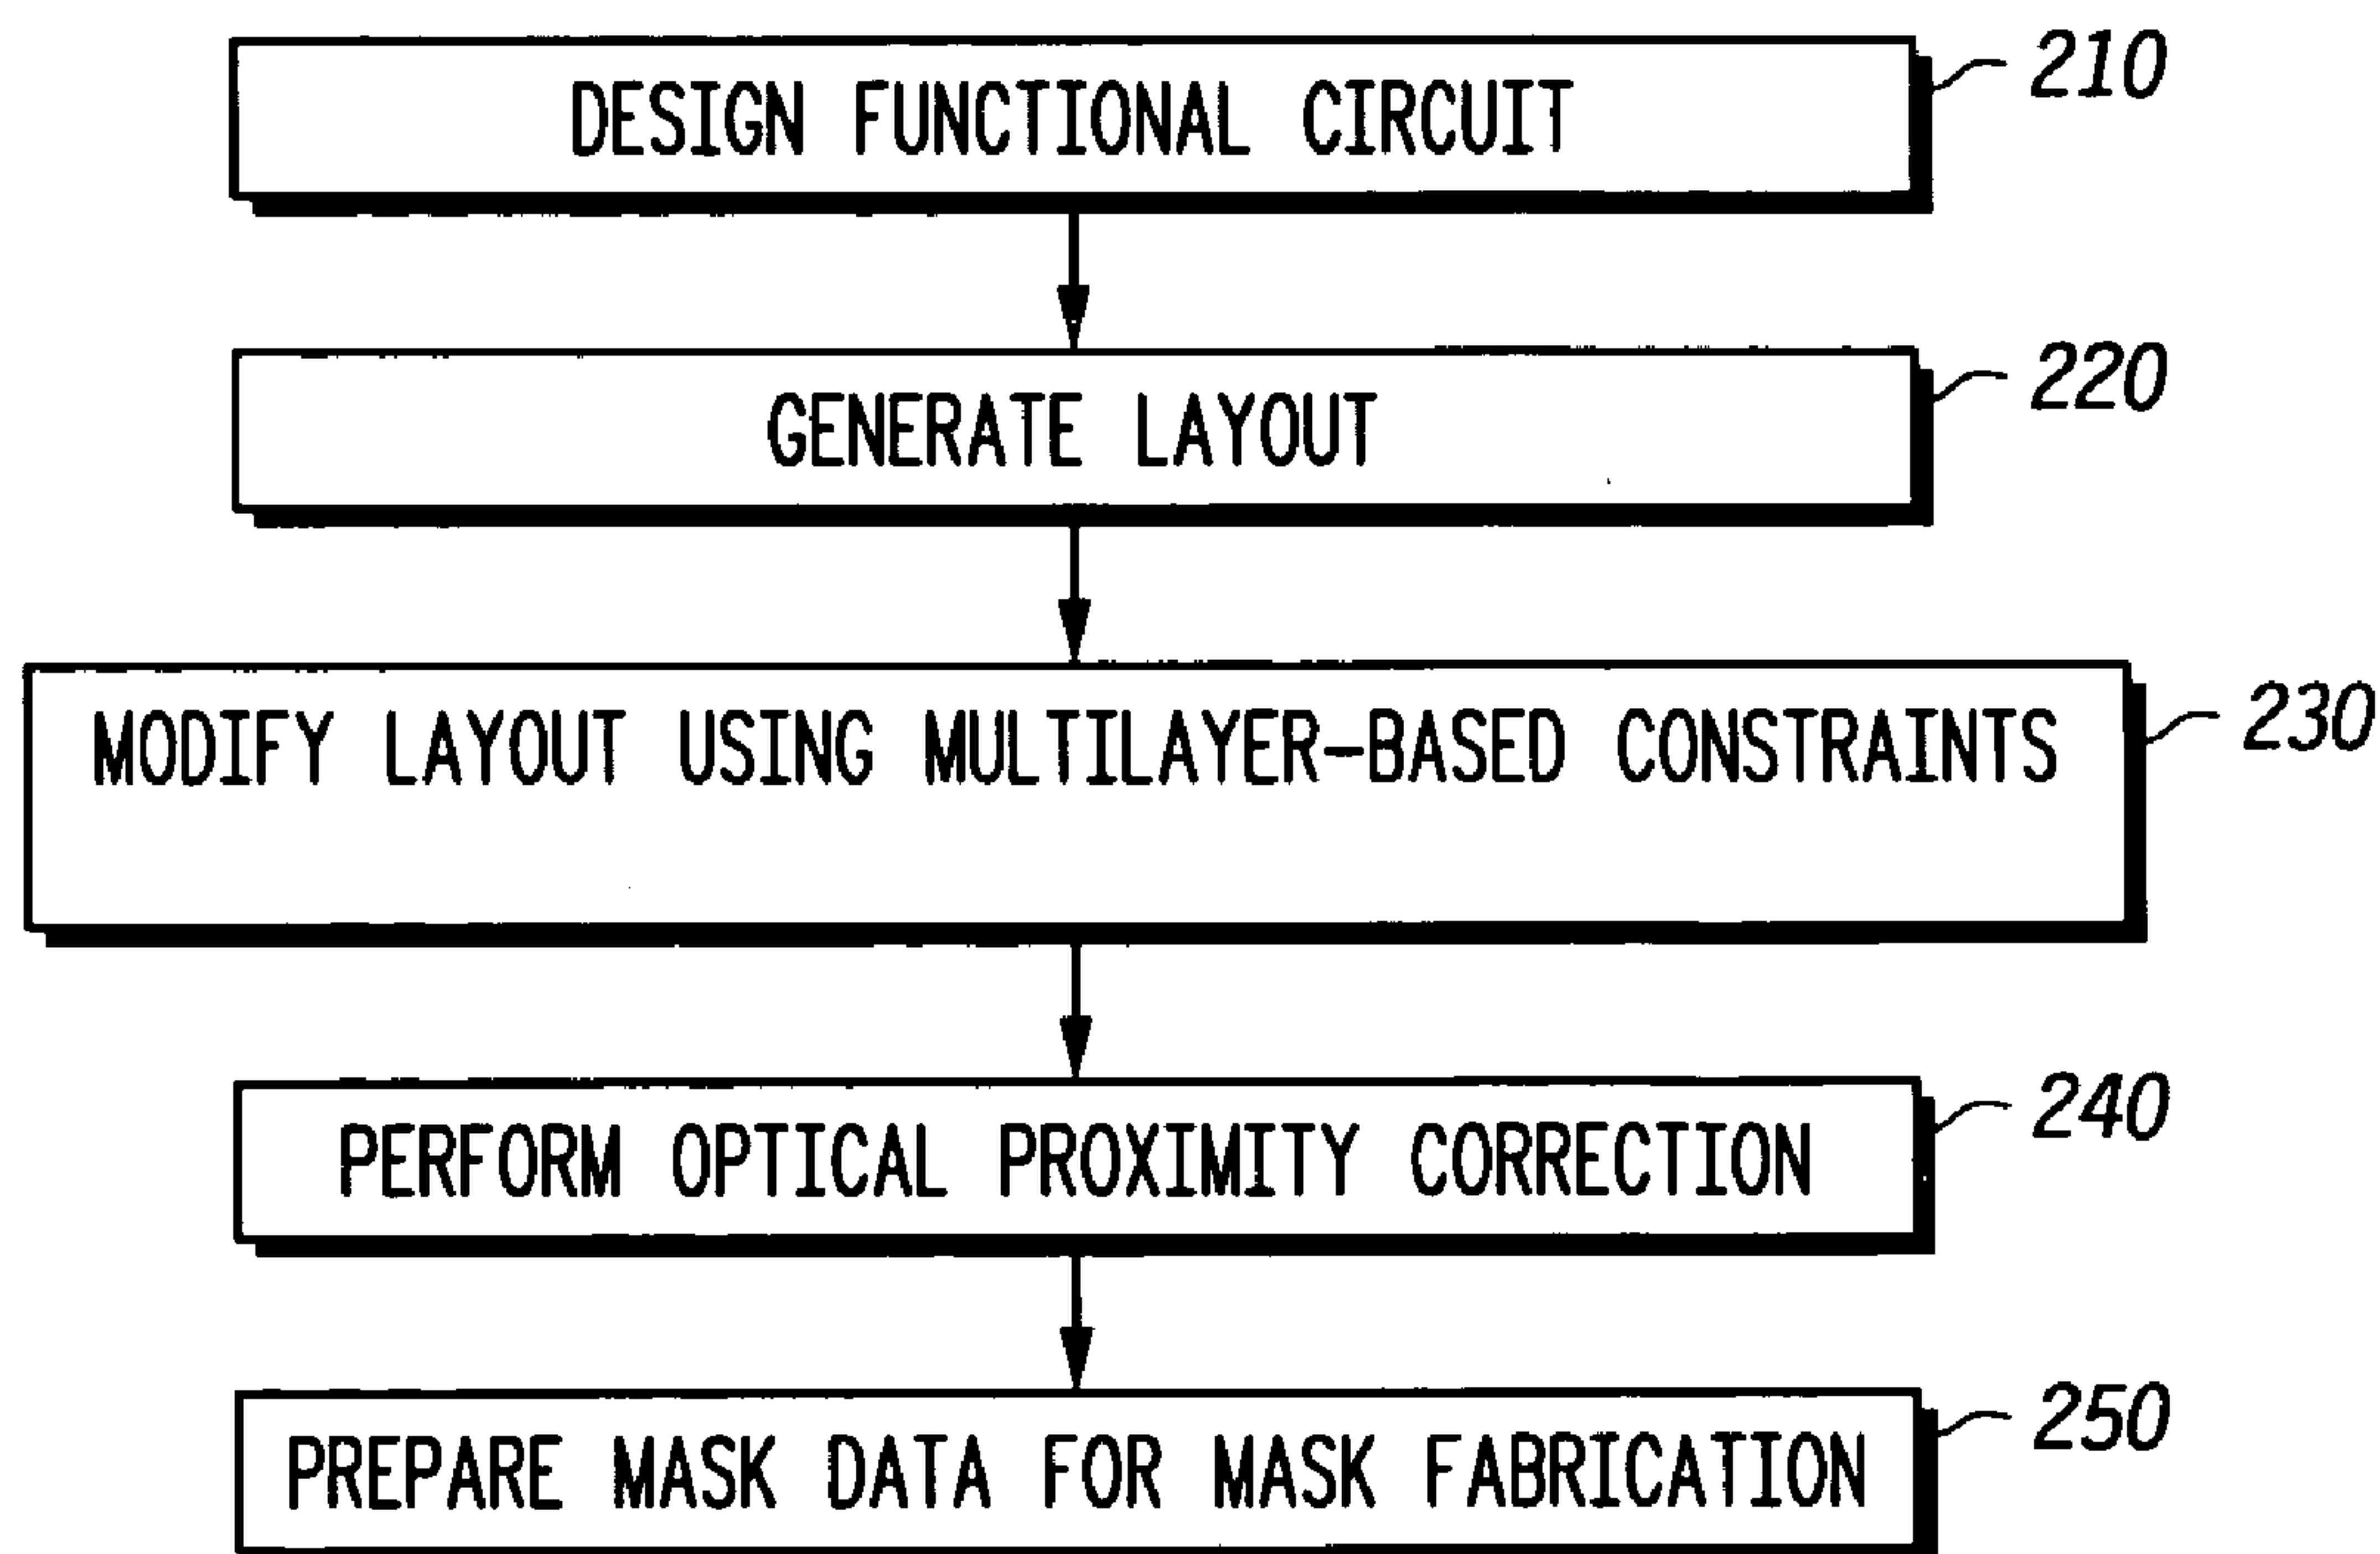 DESIGN FUNCTIONAL CIRCUIT 210
GENERATE LAYOUT 220
MODIFY LAYOUT USING MULTILAYER-BASED CONSTRAINTS 230
PERFORM OPTICAL PROXIMITY CORRECTION 240
PREPARE MASK DATA FOR MASK FABRICATION 250